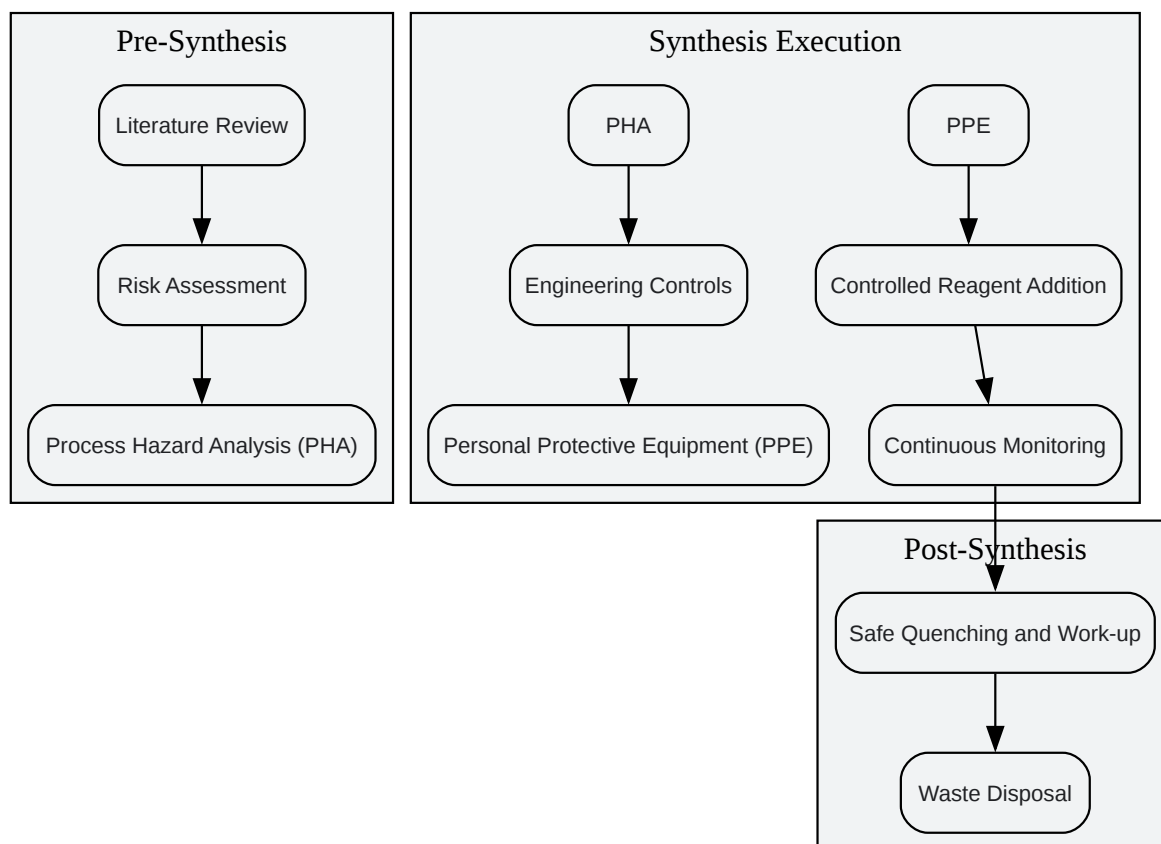 Pre-Synthesis
Literature Review
Risk Assessment
Process Hazard Analysis (PHA)
Synthesis Execution
PHA
Engineering Controls
Personal Protective Equipment (PPE)
PPE
Controlled Reagent Addition
Continuous Monitoring
Post-Synthesis
Safe Quenching and Work-up
Waste Disposal